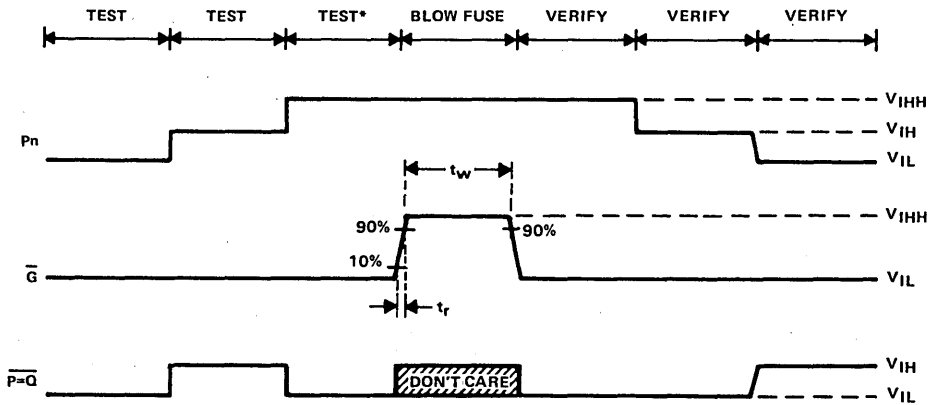 TEST TEST TEST* BLOW FUSE VERIFY VERIFY VERIFY
VIHH
Pn
VIH
VIL
tw
VIHH
90% 90%
10%
G
VIL
tr
P=Q
VIH
DON'T CARE
VIL